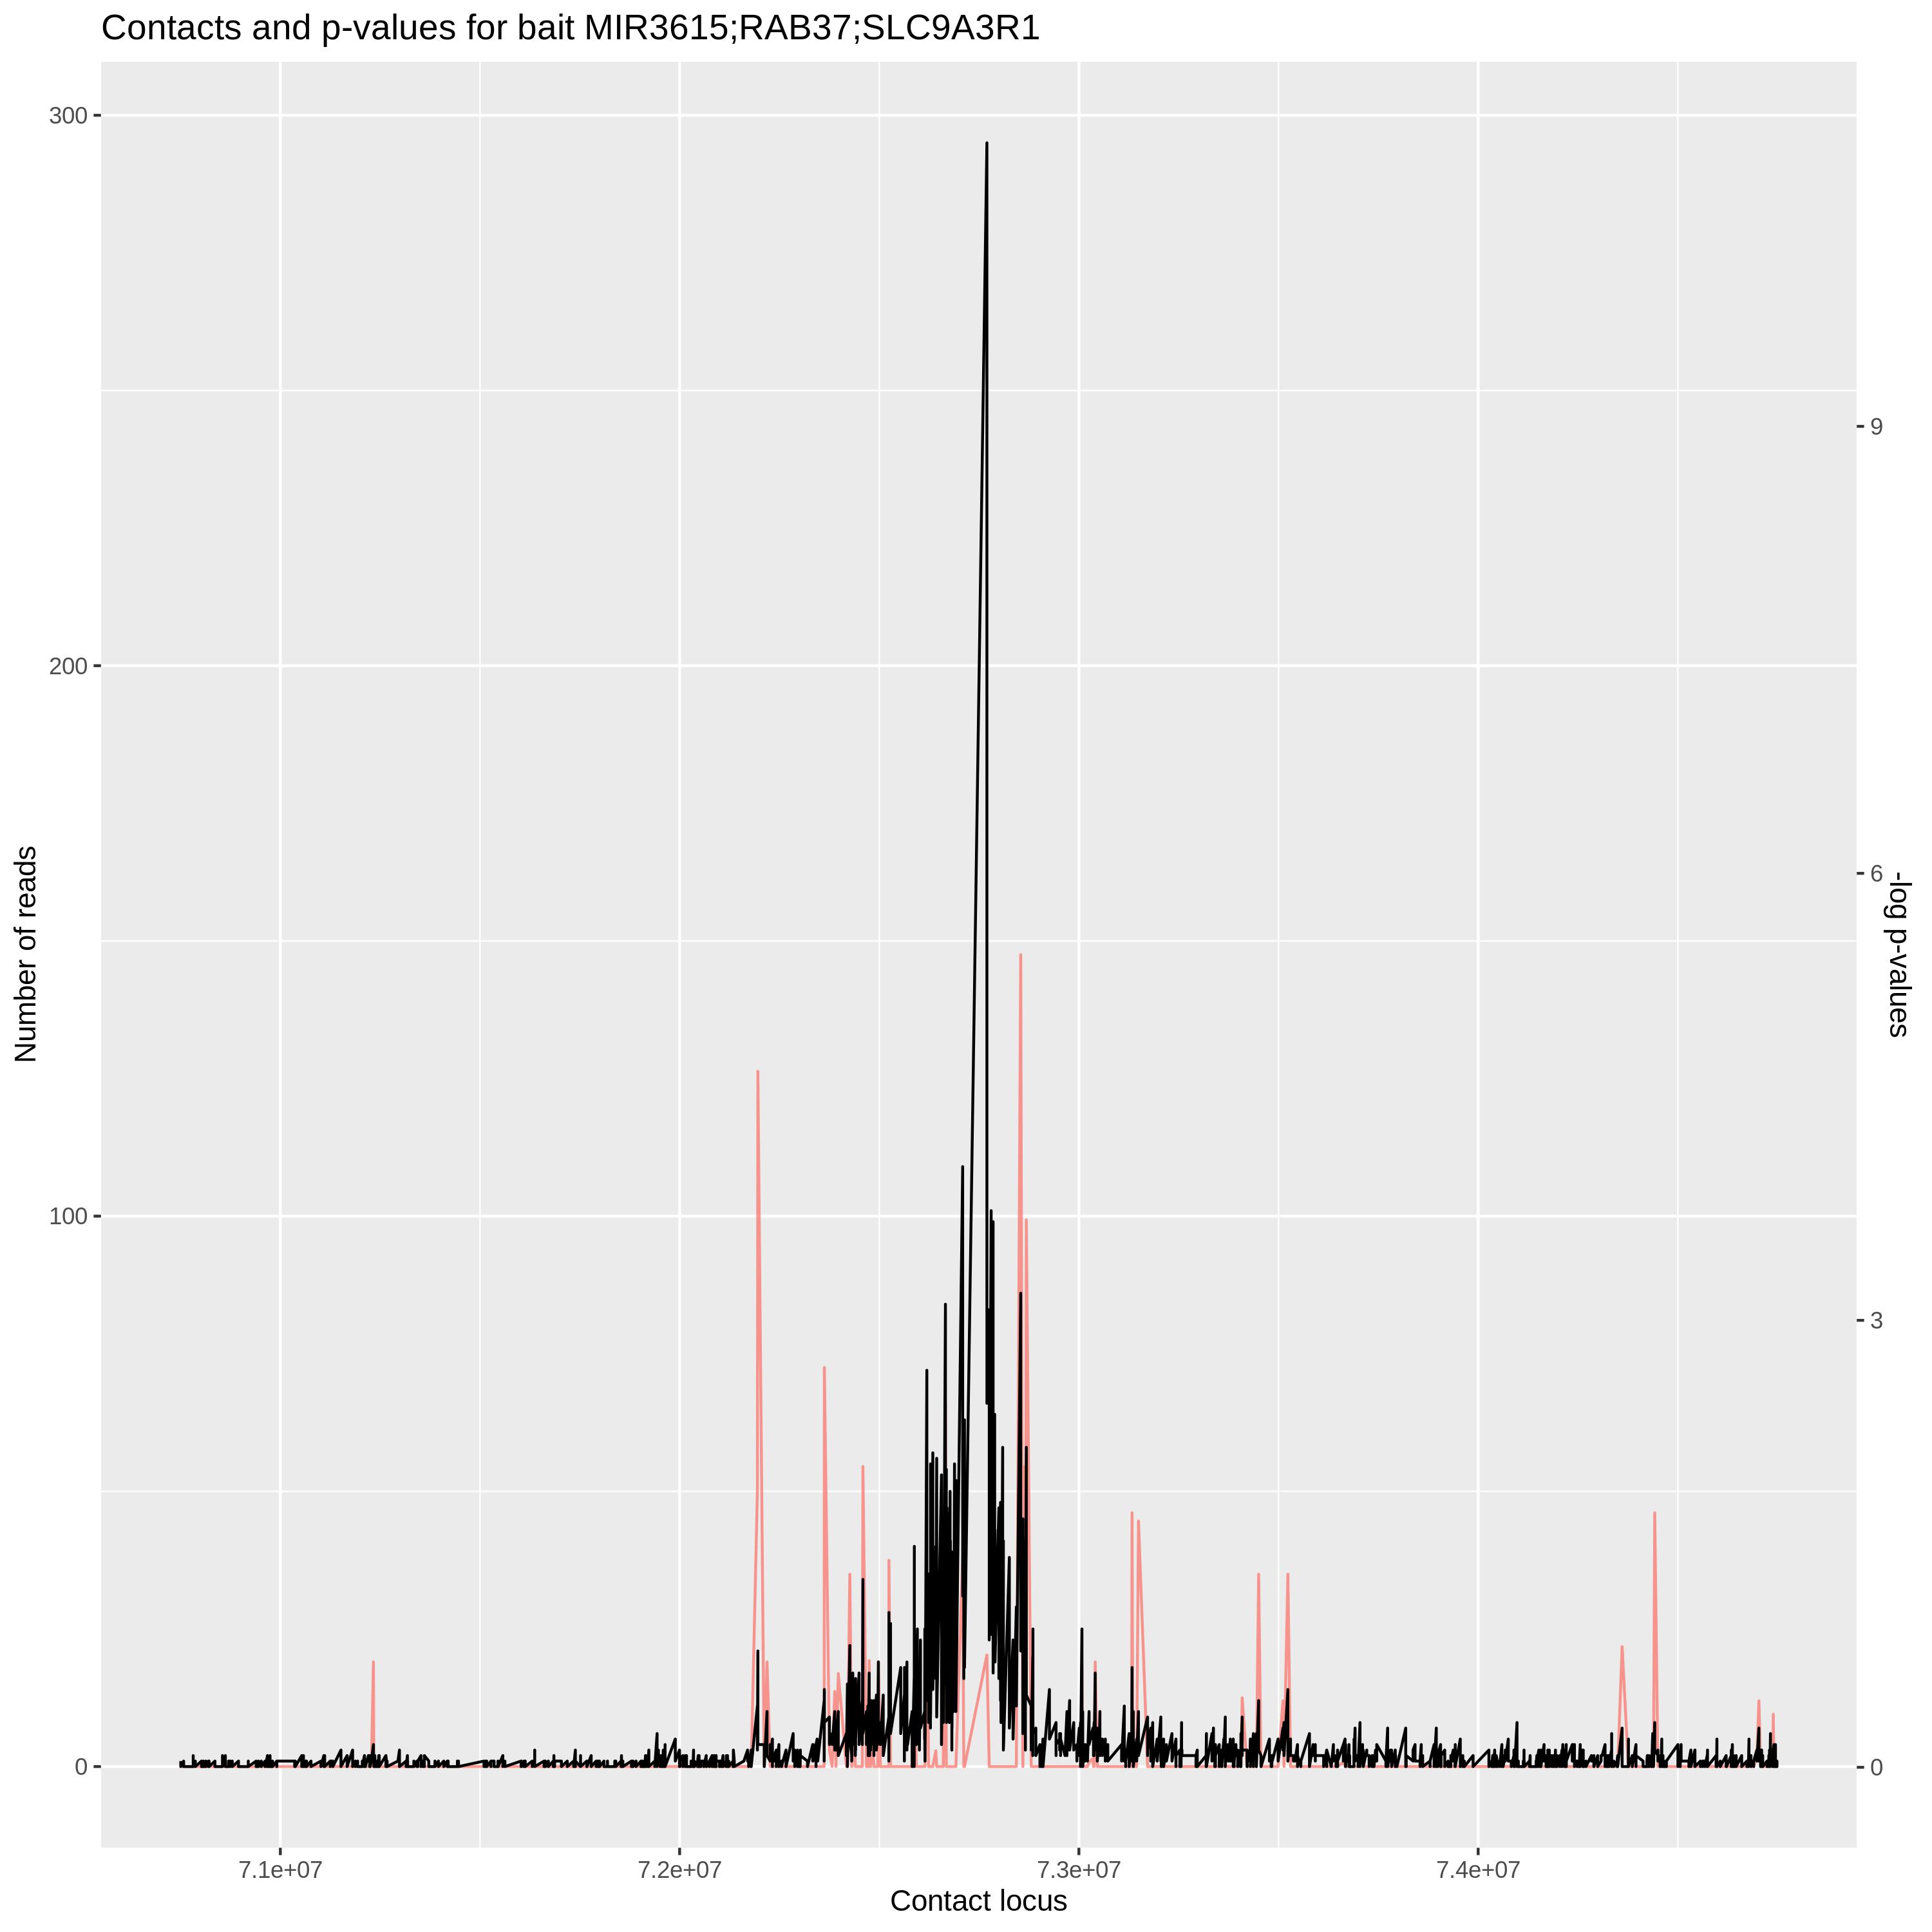 Contacts and p-values for bait MIR3615;RAB37;SLC9A3R1
300
200
100
0
Number of reads
9
6
3
0
-log p-values
7.1e+07 7.2e+07 7.3e+07 7.4e+07
Contact locus